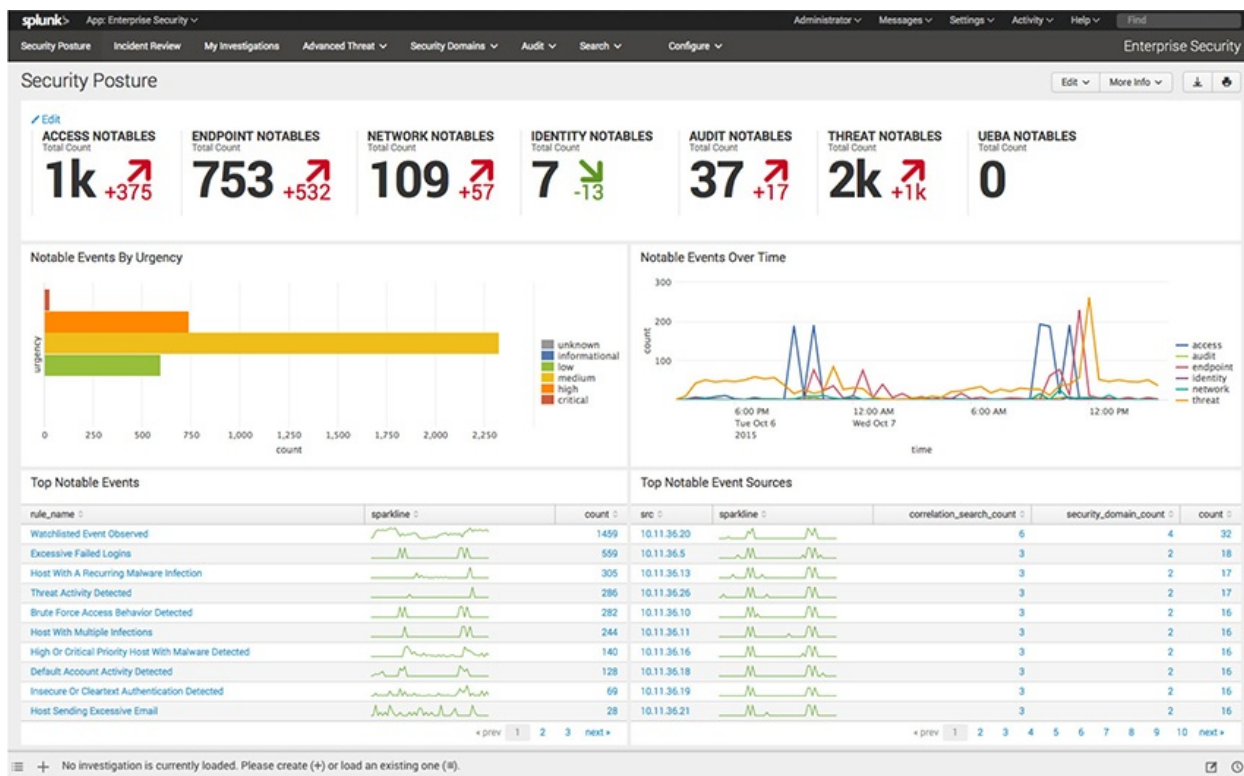 splunk> App: Enterprise Security Administrator Messages Settings Activity Help Find
Security Posture Incident Review My Investigations Advanced Threat Security Domains Audit Search Configure Enterprise Security
Security Posture Edit More Info
Edit
ACCESS NOTABLES ENDPOINT NOTABLES NETWORK NOTABLES IDENTITY NOTABLES AUDIT NOTABLES THREAT NOTABLES UEBA NOTABLES
Total Count Total Count Total Count Total Count Total Count Total Count Total Count
1k +375 753 +532 109 +57 7 -13 37 +17 2k +1k 0
Notable Events By Urgency
urgency
unknown
informational
low
medium
high
critical
0 250 500 750 1,000 1,250 1,500 1,750 2,000 2,250
count
Notable Events Over Time
300
200
100
count
access
audit
endpoint
identity
network
threat
6:00 PM 12:00 AM 6:00 AM 12:00 PM
Tue Oct 6 Wed Oct 7
2015
time
Top Notable Events
rule_name sparkline count
Watchlisted Event Observed 1459
Excessive Failed Logins 559
Host With A Recurring Malware Infection 305
Threat Activity Detected 286
Brute Force Access Behavior Detected 282
Host With Multiple Infections 244
High Or Critical Priority Host With Malware Detected 140
Default Account Activity Detected 128
Insecure Or Cleartext Authentication Detected 69
Host Sending Excessive Email 28
« prev 1 2 3 next »
Top Notable Event Sources
src sparkline correlation_search_count security_domain_count count
10.11.36.20 6 4 32
10.11.36.5 3 2 18
10.11.36.13 3 2 17
10.11.36.26 3 2 17
10.11.36.10 3 2 16
10.11.36.11 3 2 16
10.11.36.16 3 2 16
10.11.36.18 3 2 16
10.11.36.19 3 2 16
10.11.36.21 3 2 16
« prev 1 2 3 4 5 6 7 8 9 10 next »
No investigation is currently loaded. Please create (+) or load an existing one (≡).